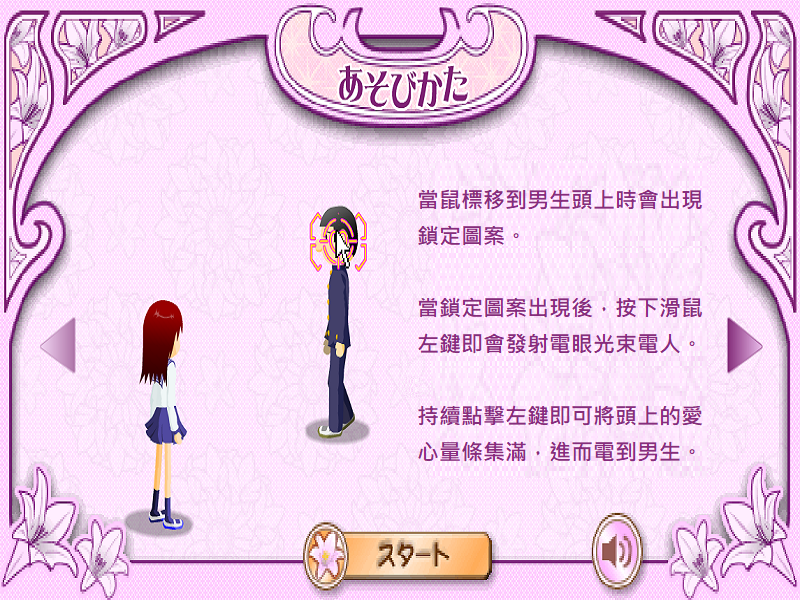 あそびかた
當鼠標移到男生頭上時會出現
鎖定圖案。
當鎖定圖案出現後，按下滑鼠
左鍵即會發射電眼光束電人。
持續點擊左鍵即可將頭上的愛
心量條集滿，進而電到男生。
スタート